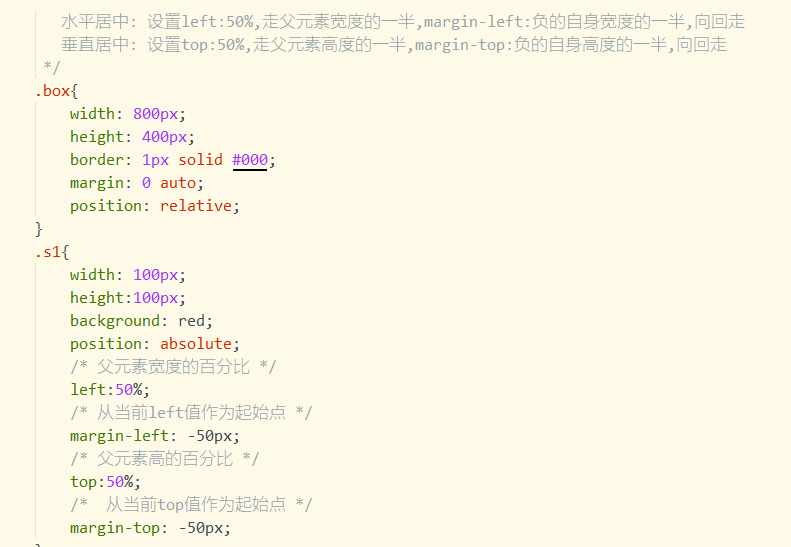 水平居中: 设置left:50%,走父元素宽度的一半,margin-left:负的自身宽度的一半,向回走
垂直居中: 设置top:50%,走父元素高度的一半,margin-top:负的自身高度的一半,向回走
*/
.box{
width: 800px;
height: 400px;
border: 1px solid #000;
margin: 0 auto;
position: relative;
}
.s1{
width: 100px;
height:100px;
background: red;
position: absolute;
/* 父元素宽度的百分比 */
left:50%;
/* 从当前left值作为起始点 */
margin-left: -50px;
/* 父元素高的百分比 */
top:50%;
/*  从当前top值作为起始点 */
margin-top: -50px;